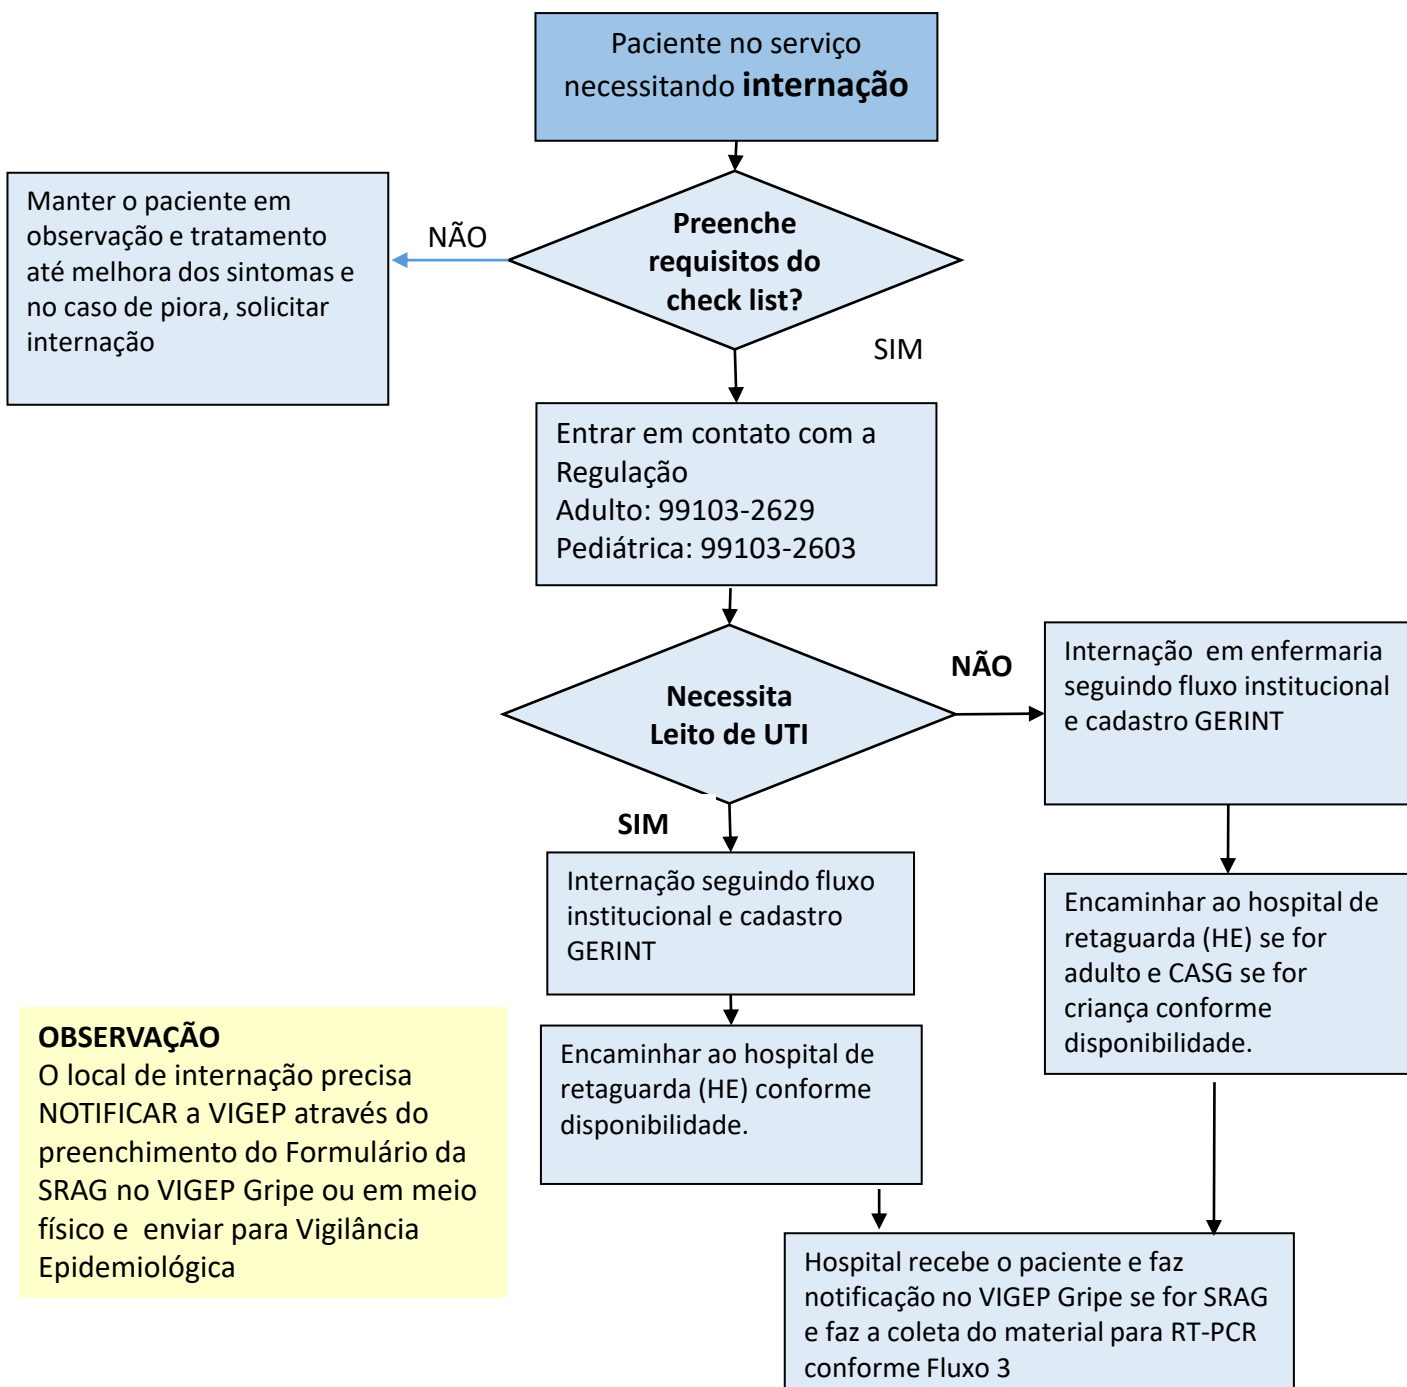 Paciente no serviço
necessitando internação
Manter o paciente em
observação e tratamento
até melhora dos sintomas e
no caso de piora, solicitar
internação
NÃO
Preenche
requisitos do
check list?
SIM
Entrar em contato com a
Regulação
Adulto: 99103-2629
Pediátrica: 99103-2603
Necessita
Leito de UTI
NÃO
Internação  em enfermaria
seguindo fluxo institucional
e cadastro GERINT
SIM
Internação seguindo fluxo
institucional e cadastro
GERINT
Encaminhar ao hospital de
retaguarda (HE) se for
adulto e CASG se for
criança conforme
disponibilidade.
Encaminhar ao hospital de
retaguarda (HE) conforme
disponibilidade.
OBSERVAÇÃO
O local de internação precisa
NOTIFICAR a VIGEP através do
preenchimento do Formulário da
SRAG no VIGEP Gripe ou em meio
físico e  enviar para Vigilância
Epidemiológica
Hospital recebe o paciente e faz
notificação no VIGEP Gripe se for SRAG
e faz a coleta do material para RT-PCR
conforme Fluxo 3